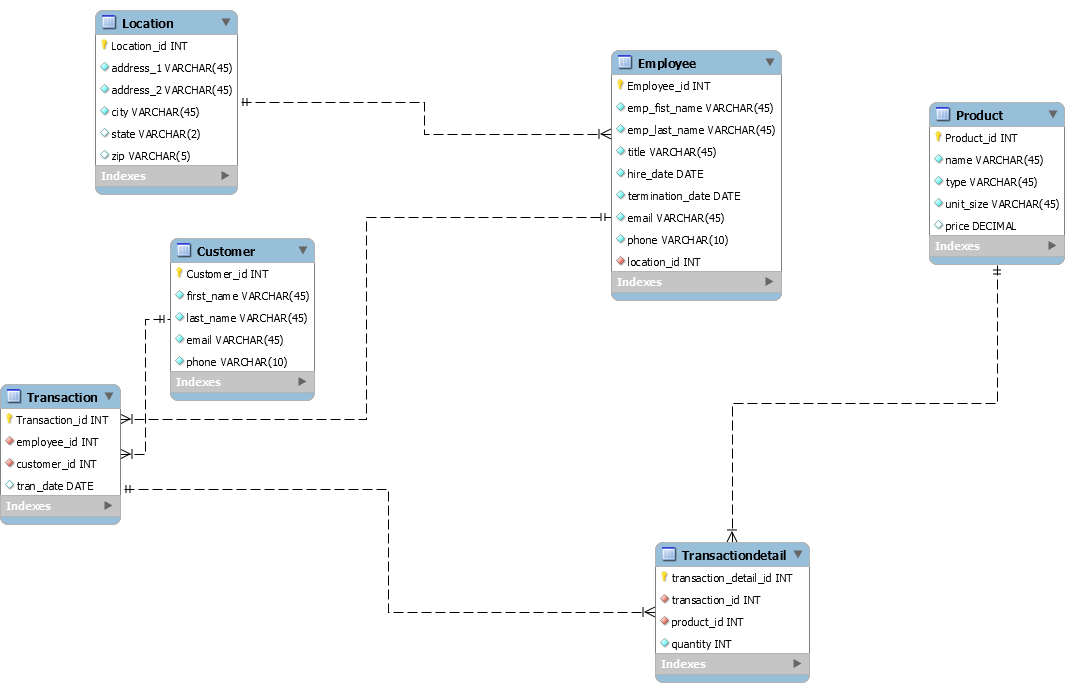 Location
Location_id INT
address_1 VARCHAR(45)
address_2 VARCHAR(45)
city VARCHAR(45)
state VARCHAR(2)
zip VARCHAR(5)
Indexes
Employee
Employee_id INT
emp_fist_name VARCHAR(45)
emp_last_name VARCHAR(45)
title VARCHAR(45)
hire_date DATE
termination_date DATE
email VARCHAR(45)
phone VARCHAR(10)
location_id INT
Indexes
Product
Product_id INT
name VARCHAR(45)
type VARCHAR(45)
unit_size VARCHAR(45)
price DECIMAL
Indexes
Customer
Customer_id INT
first_name VARCHAR(45)
last_name VARCHAR(45)
email VARCHAR(45)
phone VARCHAR(10)
Indexes
Transaction
Transaction_id INT
employee_id INT
customer_id INT
tran_date DATE
Indexes
Transactiondetail
transaction_detail_id INT
transaction_id INT
product_id INT
quantity INT
Indexes